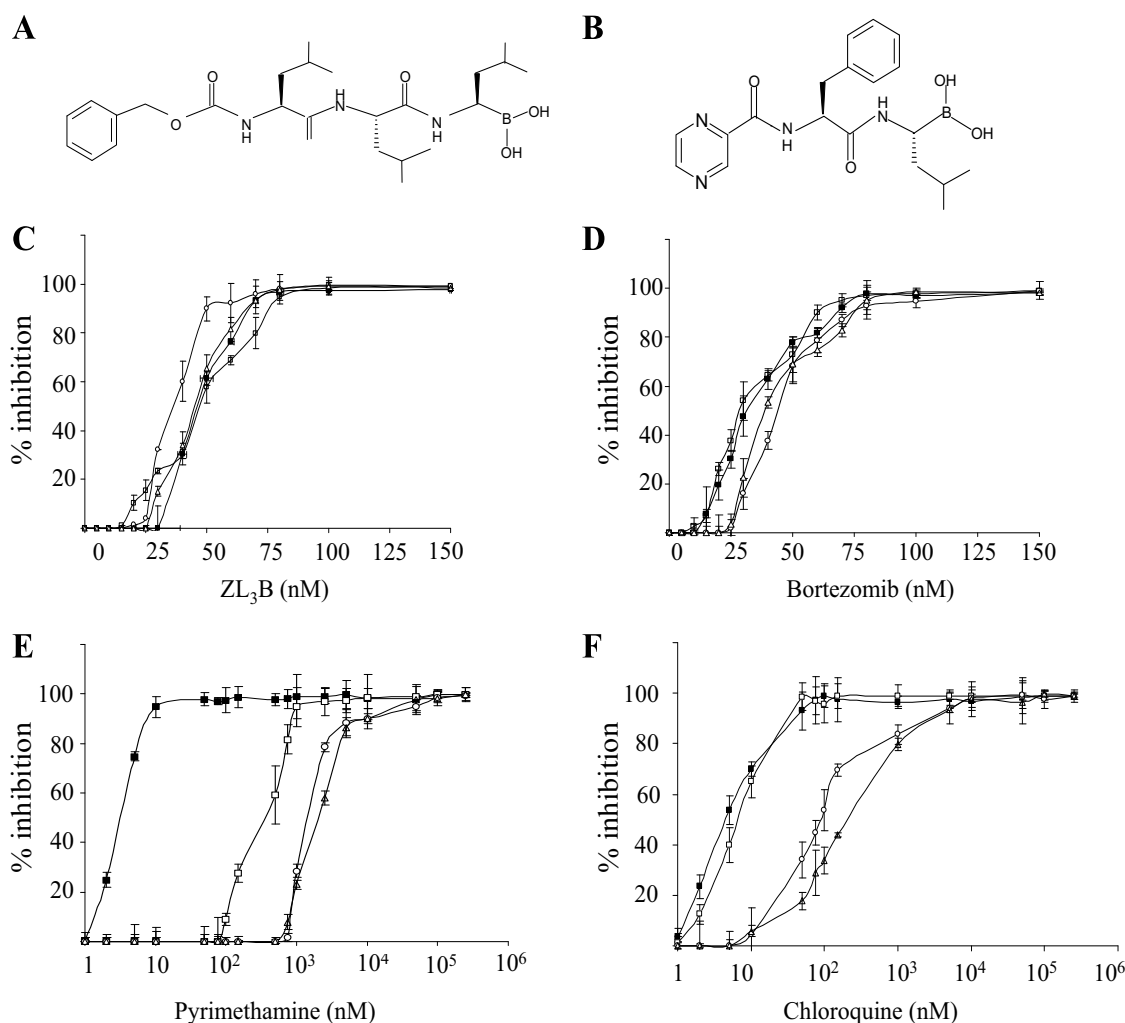 A
B
O
O
N
H
H
N
O
N
H
B
OH
OH
N
N
O
N
H
O
H
N
OH
B
OH
C
D
100
80
60
40
20
% inhibition
0 25 50 75 100 125 150
ZL₃B (nM)
100
80
60
40
20
% inhibition
0 25 50 75 100 125 150
Bortezomib (nM)
E
F
100
80
60
40
20
% inhibition
1 10 10² 10³ 10⁴ 10⁵ 10⁶
Pyrimethamine (nM)
100
80
60
40
20
% inhibition
1 10 10² 10³ 10⁴ 10⁵ 10⁶
Chloroquine (nM)